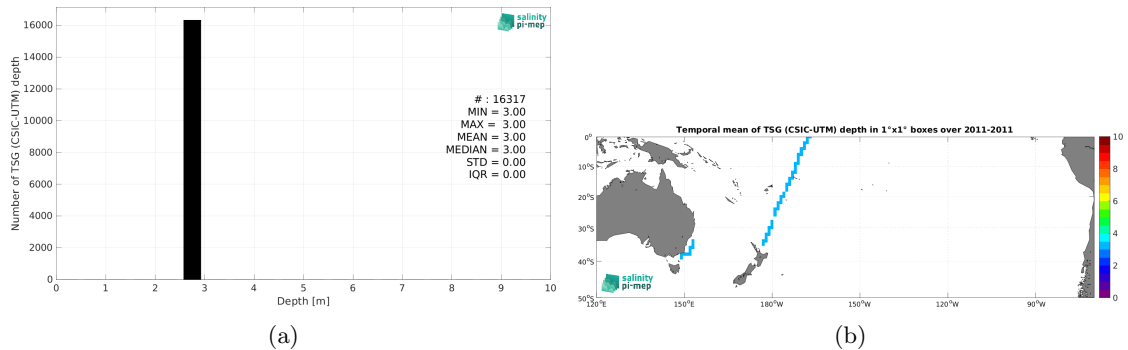 16000
14000
12000
10000
8000
6000
4000
2000
0
Number of TSG (CSIC-UTM) depth
0 1 2 3 4 5 6 7 8 9 10
Depth [m]
salinity
pi-mep
# : 16317
MIN = 3.00
MAX = 3.00
MEAN = 3.00
MEDIAN = 3.00
STD = 0.00
IQR = 0.00
(a)
Temporal mean of TSG (CSIC-UTM) depth in 1°x1° boxes over 2011-2011
0°
10°S
20°S
30°S
40°S
50°S
120°E 150°E 180°W 150°W 120°W 90°W
salinity
pi-mep
10
8
6
4
2
0
(b)